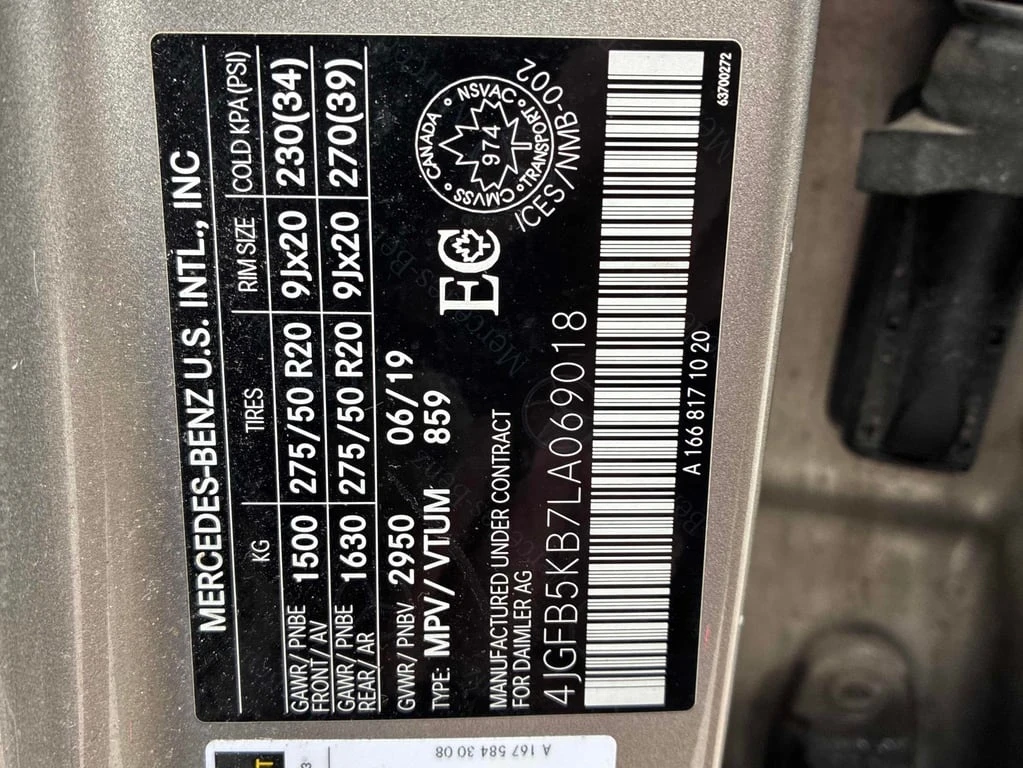 MERCEDES-BENZ U.S. INTL., INC
KG TIRES RIM SIZE COLD KPA(PSI)
GAWR/ PNBE FRONT/ AV 1500 275/50 R20 9Jx20 230(34)
GAWR/ PNBE REAR/ AR 1630 275/50 R20 9Jx20 270(39)
GVWR/ PNBV 2950 06/19
TYPE: MPV/VTUM 859
EC
CANADA · NSVAC · TRANSPORT · CMVSS
974
ICES/NMB-002
MANUFACTURED UNDER CONTRACT
FOR DAIMLER AG
4JGFB5KB7LA069018
A 166 817 10 20
63700272
A 167 584 30 08